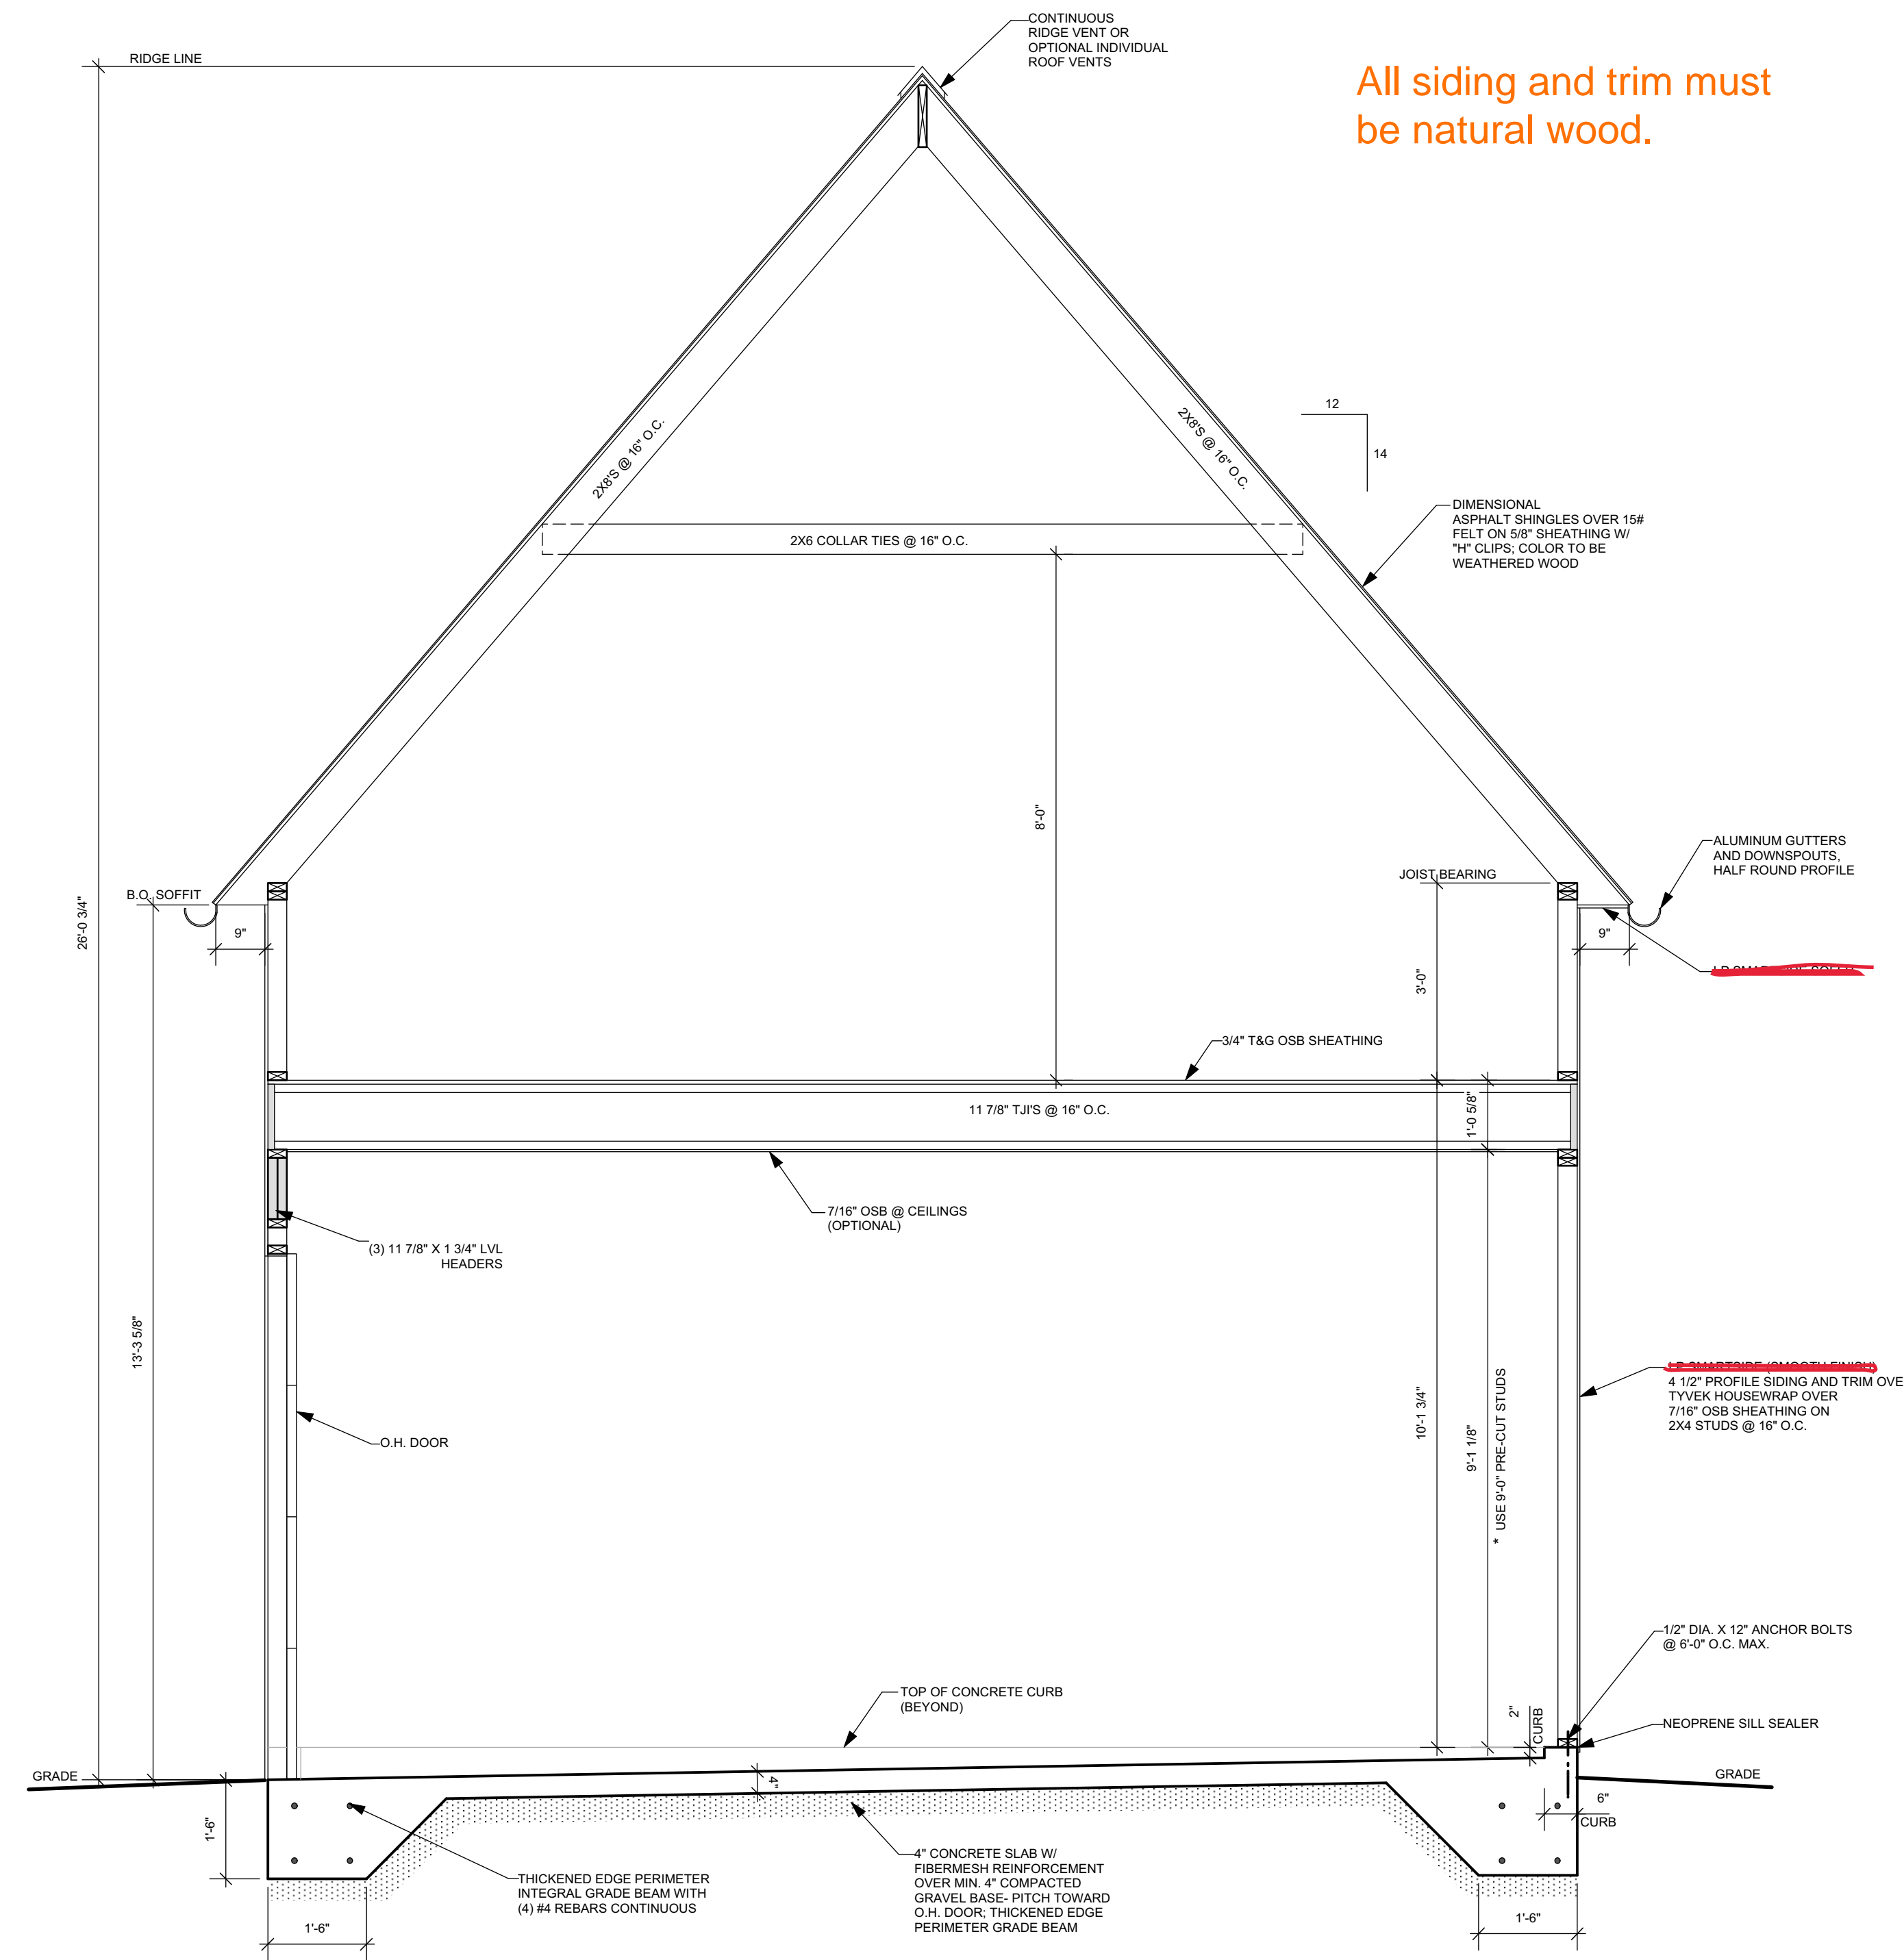 CONTINUOUS
RIDGE VENT OR
OPTIONAL INDIVIDUAL
ROOF VENTS
RIDGE LINE
All siding and trim must
be natural wood.
12
14
2X8'S @ 16" O.C.
2X8'S @ 16" O.C.
DIMENSIONAL
ASPHALT SHINGLES OVER 15#
FELT ON 5/8" SHEATHING W/
"H" CLIPS; COLOR TO BE
WEATHERED WOOD
2X6 COLLAR TIES @ 16" O.C.
8'-0"
ALUMINUM GUTTERS
AND DOWNSPOUTS,
HALF ROUND PROFILE
JOIST BEARING
B.O. SOFFIT
26'-0 3/4"
9"
9"
3'-0"
3/4" T&G OSB SHEATHING
11 7/8" TJI'S @ 16" O.C.
1'-0 5/8"
7/16" OSB @ CEILINGS
(OPTIONAL)
(3) 11 7/8" X 1 3/4" LVL
HEADERS
13'-3 5/8"
LP SMARTSIDE (SMOOTH FINISH)
4 1/2" PROFILE SIDING AND TRIM OVE
TYVEK HOUSEWRAP OVER
7/16" OSB SHEATHING ON
2X4 STUDS @ 16" O.C.
10'-1 3/4"
9'-1 1/8"
* USE 9'-0" PRE-CUT STUDS
O.H. DOOR
1/2" DIA. X 12" ANCHOR BOLTS
@ 6'-0" O.C. MAX.
TOP OF CONCRETE CURB
(BEYOND)
2"
CURB
NEOPRENE SILL SEALER
GRADE
GRADE
4"
6"
CURB
1'-6"
THICKENED EDGE PERIMETER
INTEGRAL GRADE BEAM WITH
(4) #4 REBARS CONTINUOUS
4" CONCRETE SLAB W/
FIBERMESH REINFORCEMENT
OVER MIN. 4" COMPACTED
GRAVEL BASE- PITCH TOWARD
O.H. DOOR; THICKENED EDGE
PERIMETER GRADE BEAM
1'-6"
1'-6"